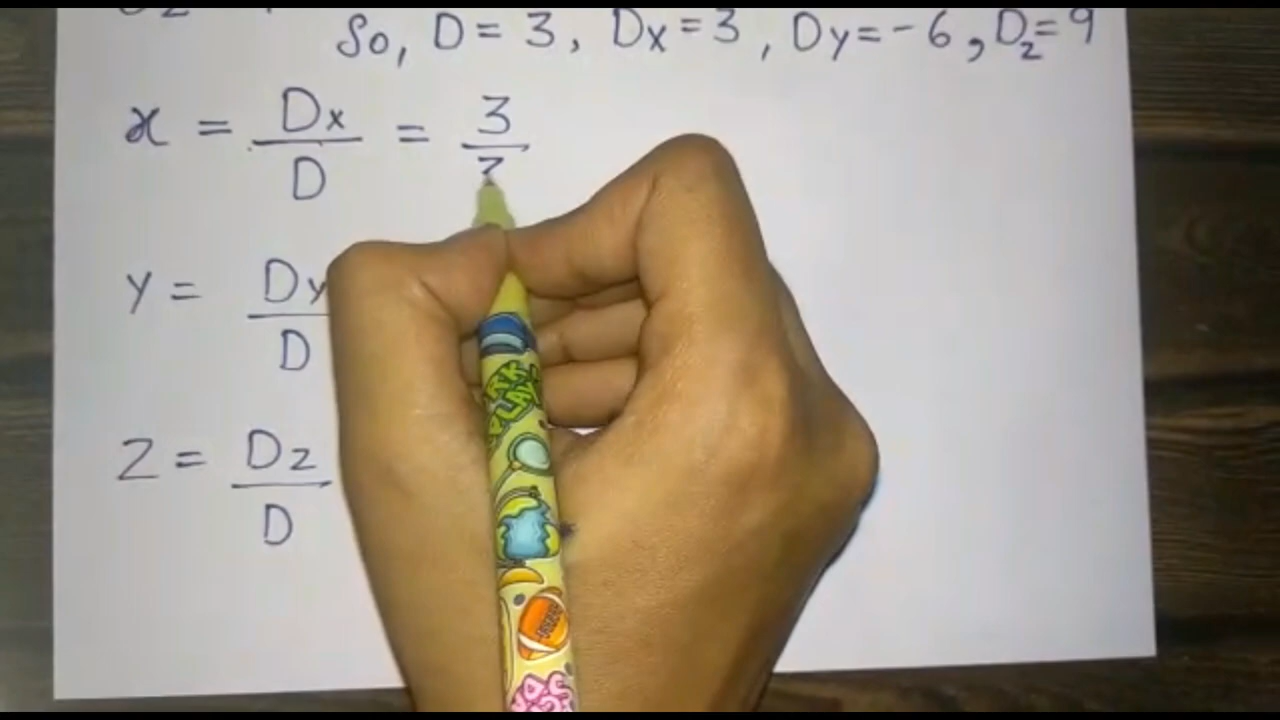 So, D = 3, Dx = 3, Dy = -6, Dz = 9
x = Dx/D = 3/3
y = Dy/D
z = Dz/D